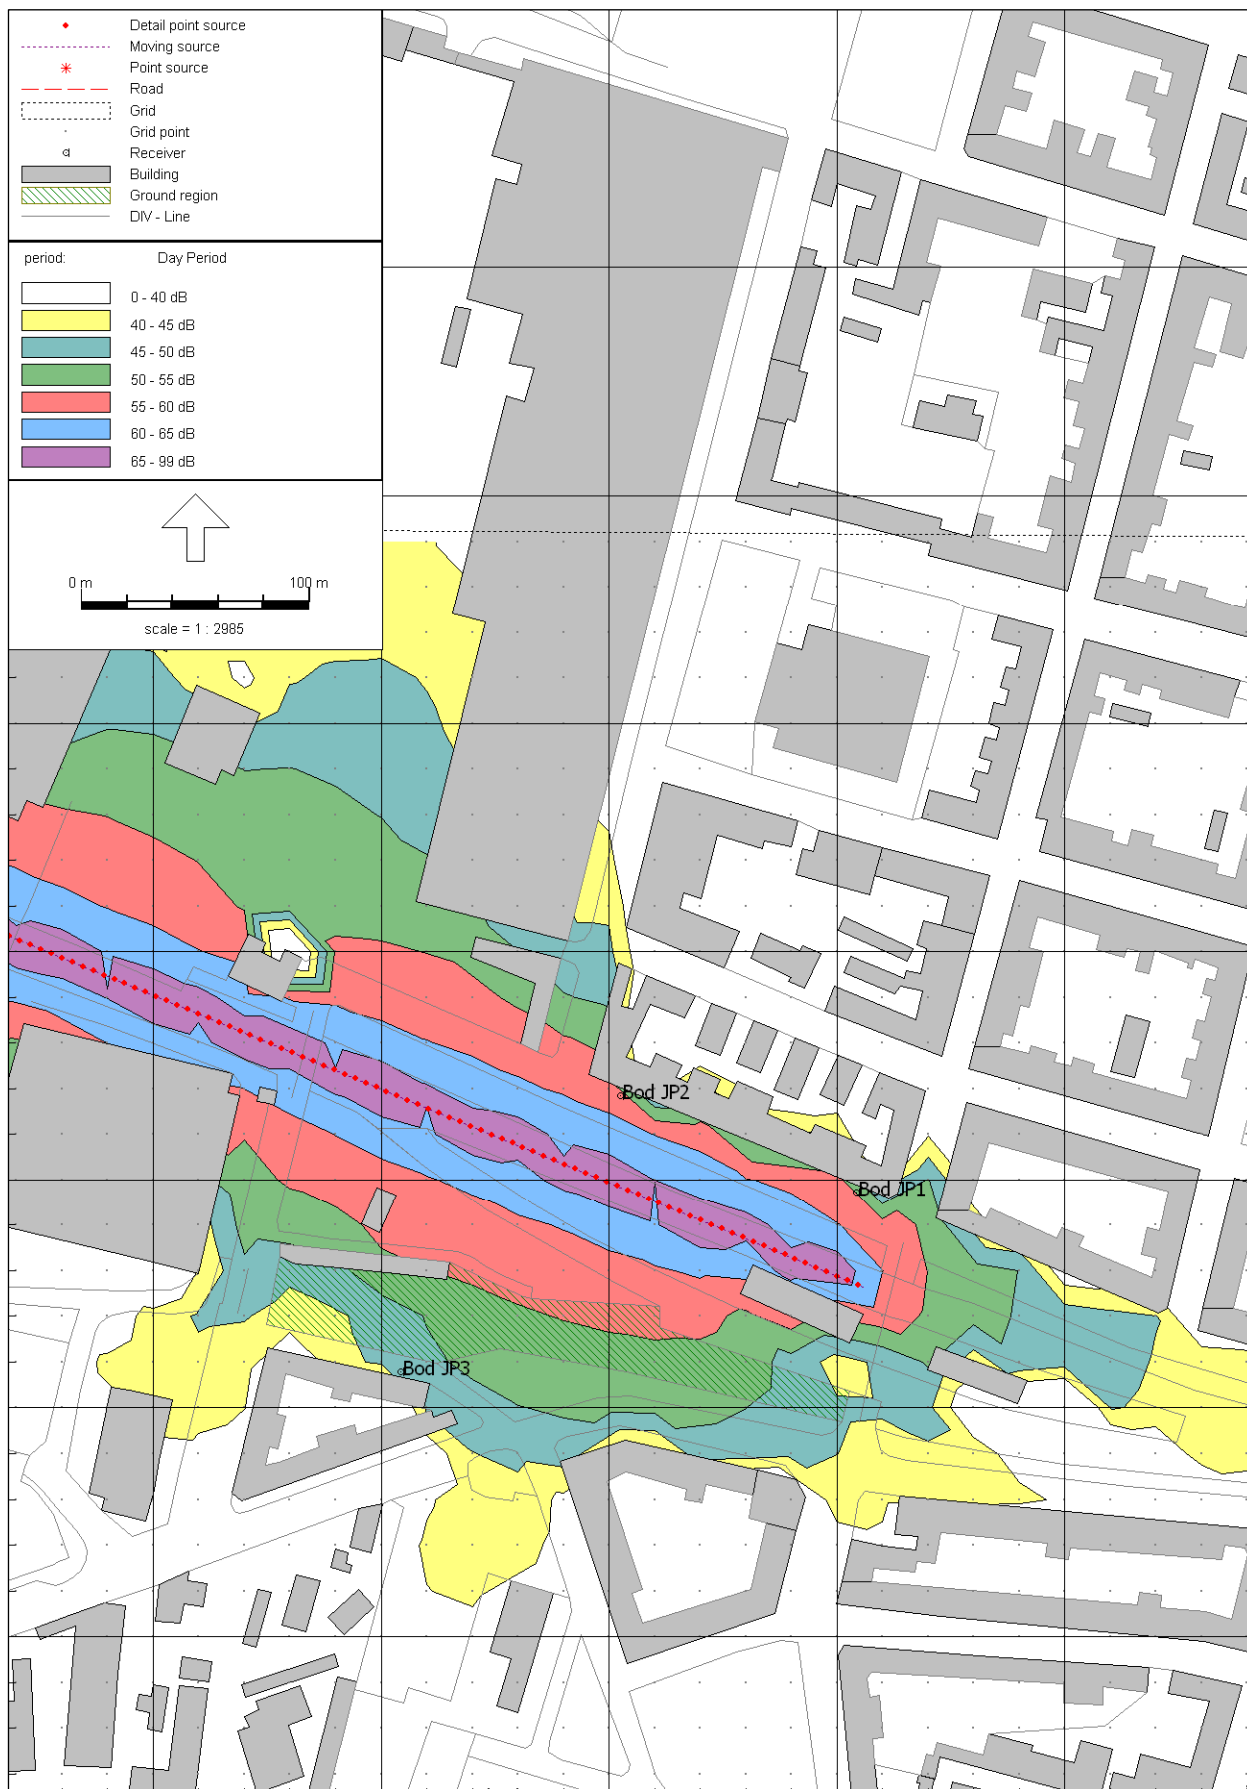 Detail point source
Moving source
Point source
Road
Grid
Grid point
Receiver
Building
Ground region
DIV - Line
period: Day Period
0 - 40 dB
40 - 45 dB
45 - 50 dB
50 - 55 dB
55 - 60 dB
60 - 65 dB
65 - 99 dB
0 m 100 m
scale = 1 : 2985
Bod JP2
Bod JP1
Bod JP3